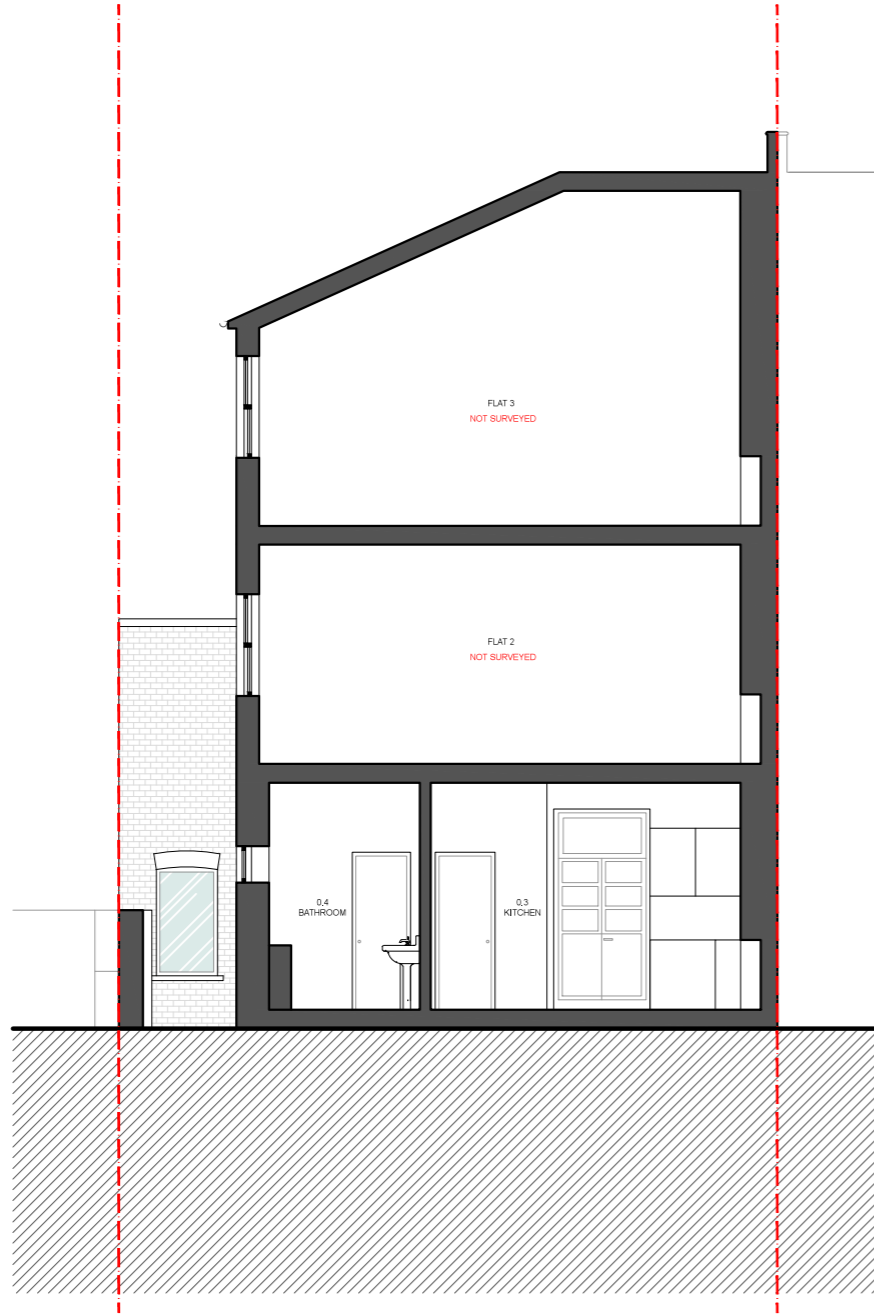 FLAT 3
NOT SURVEYED
FLAT 2
NOT SURVEYED
0,4
BATHROOM
0,3
KITCHEN